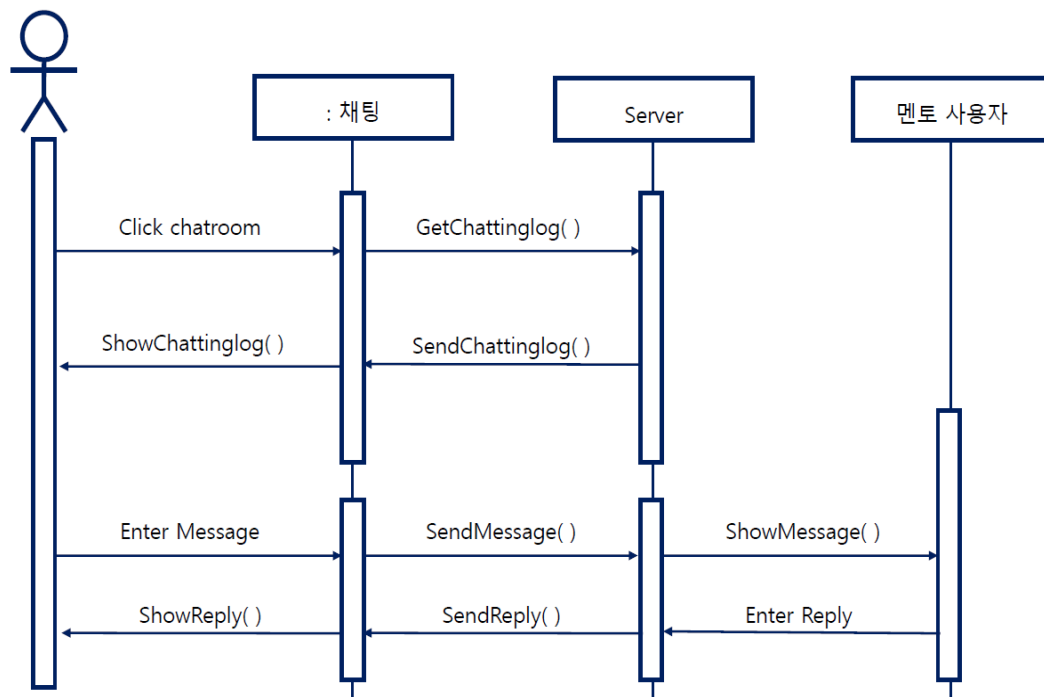 : 채팅
Server
멘토 사용자
Click chatroom
GetChattinglog( )
ShowChattinglog( )
SendChattinglog( )
Enter Message
SendMessage( )
ShowMessage( )
ShowReply( )
SendReply( )
Enter Reply